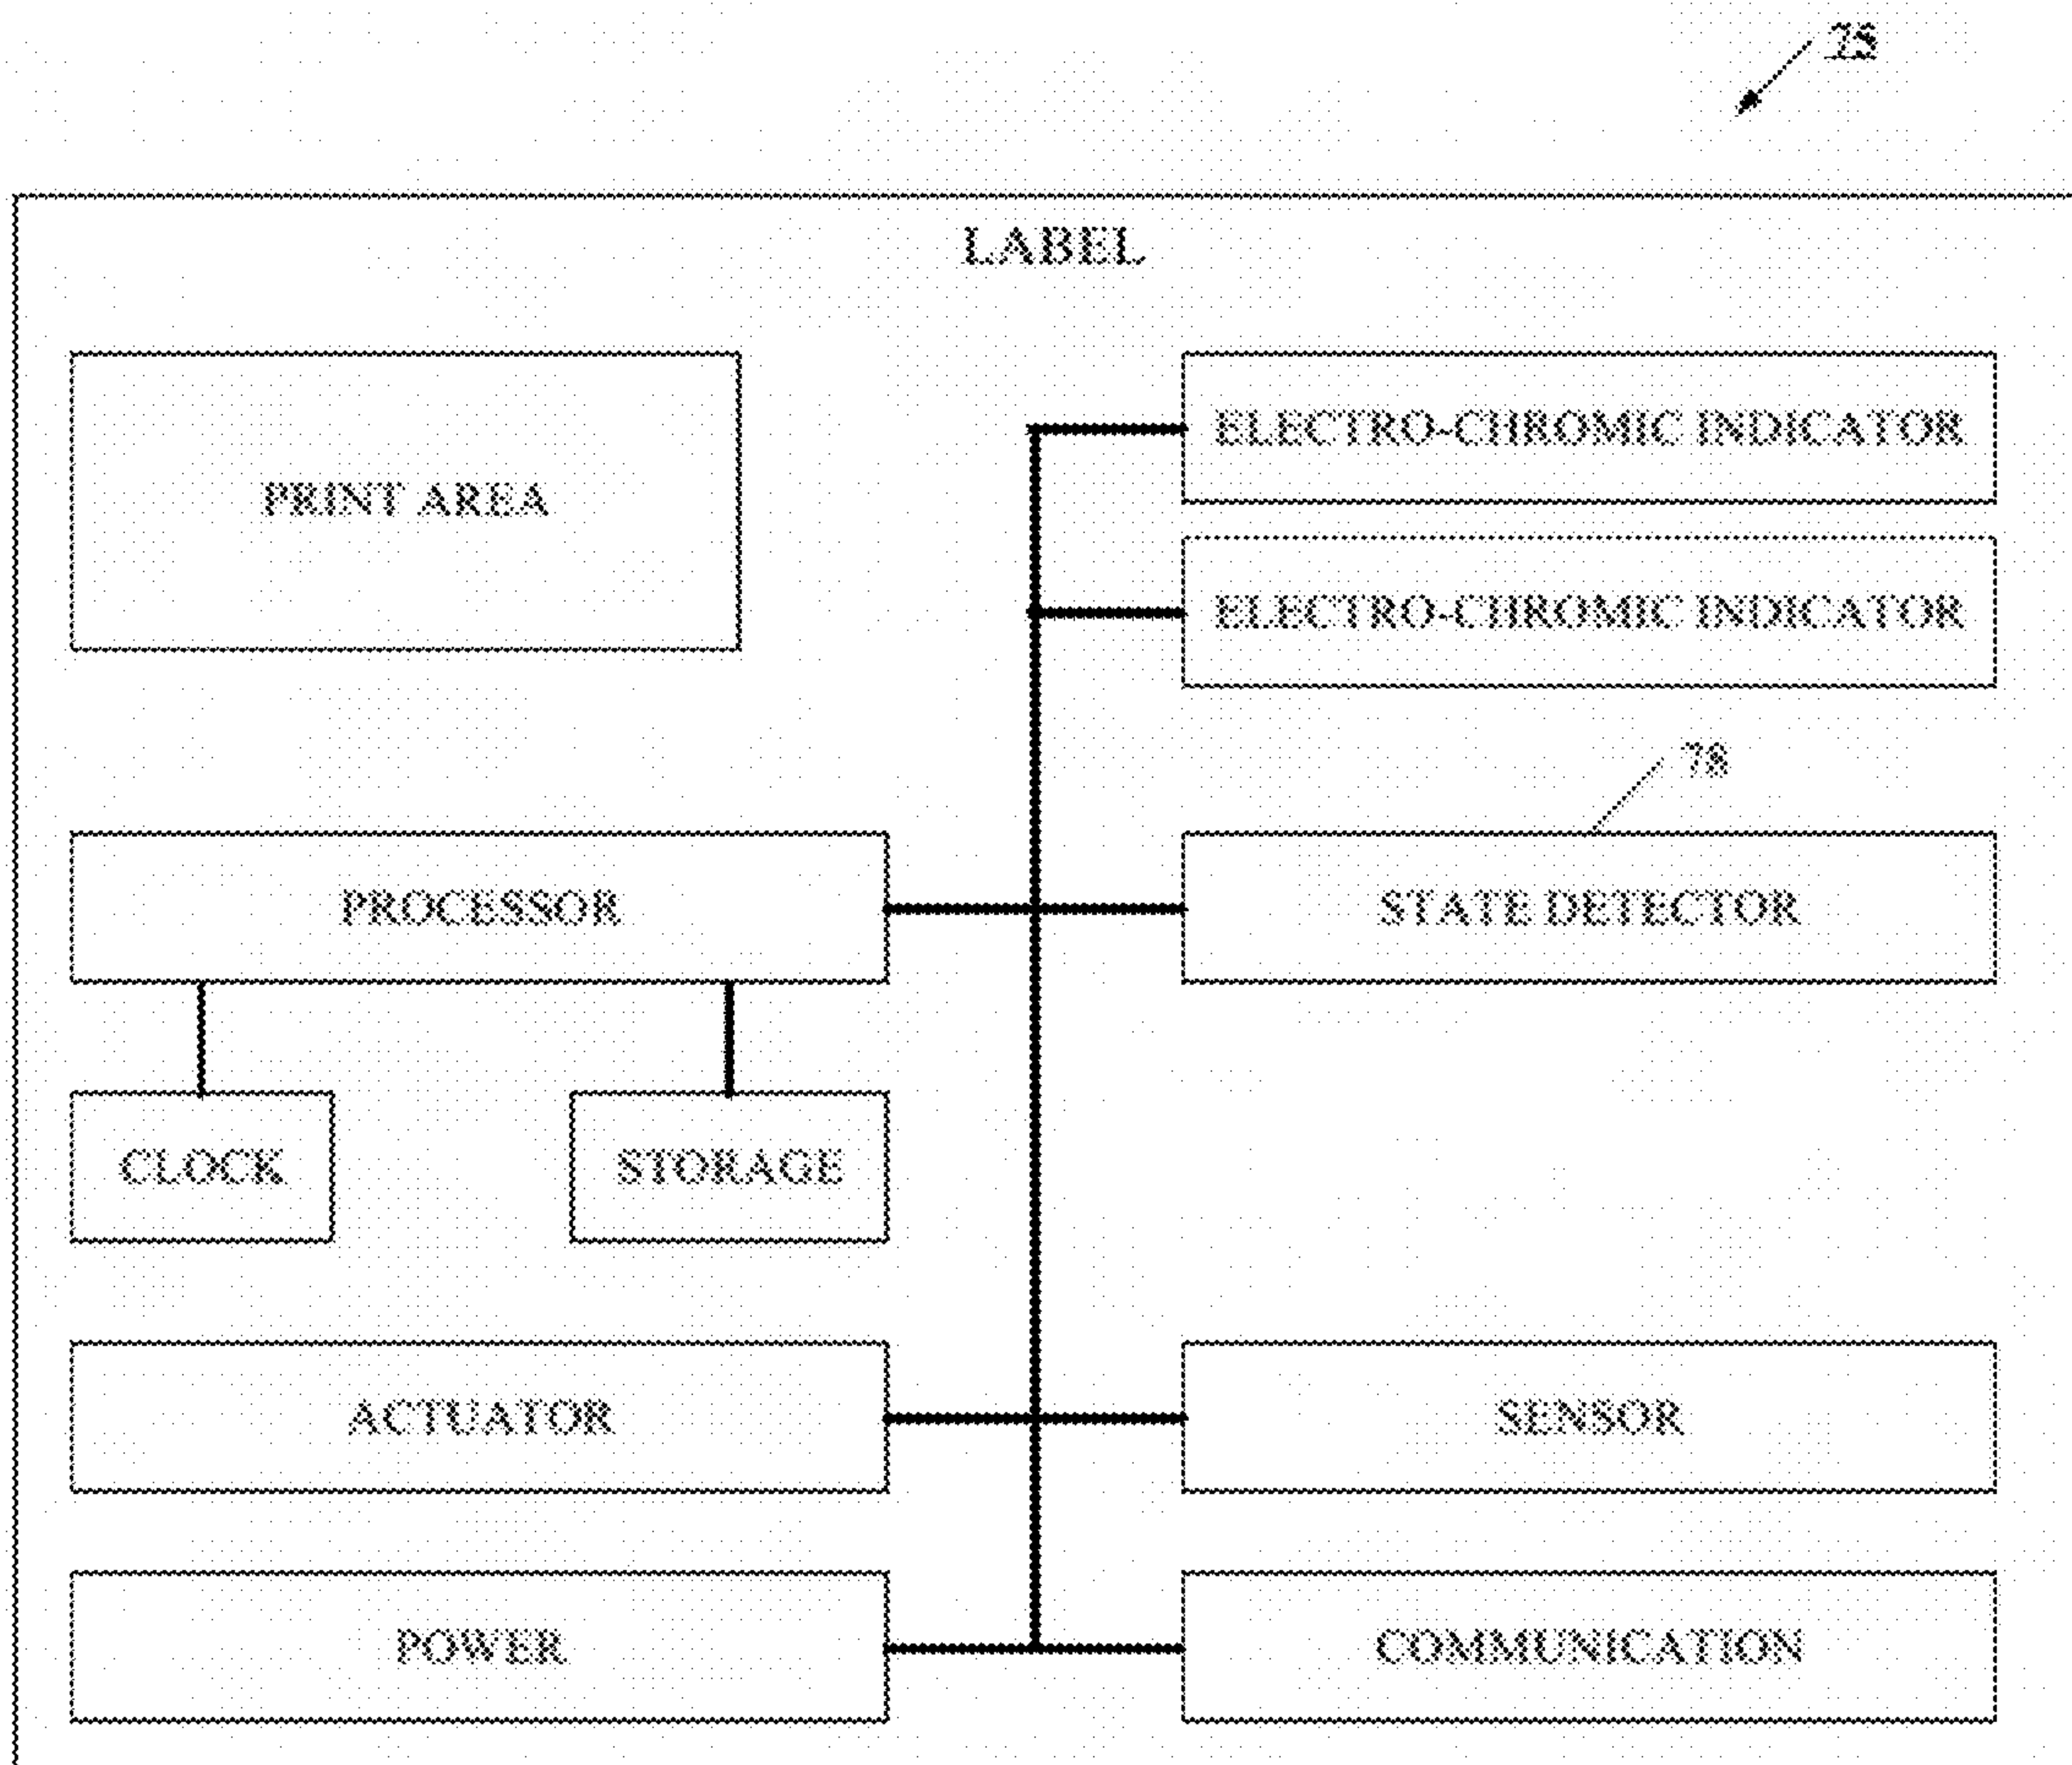 75
LABEL
PRINT AREA
ELECTRO-CHROMIC INDICATOR
ELECTRO-CHROMIC INDICATOR
78
PROCESSOR
STATE DETECTOR
CLOCK
STORAGE
ACTUATOR
SENSOR
POWER
COMMUNICATION